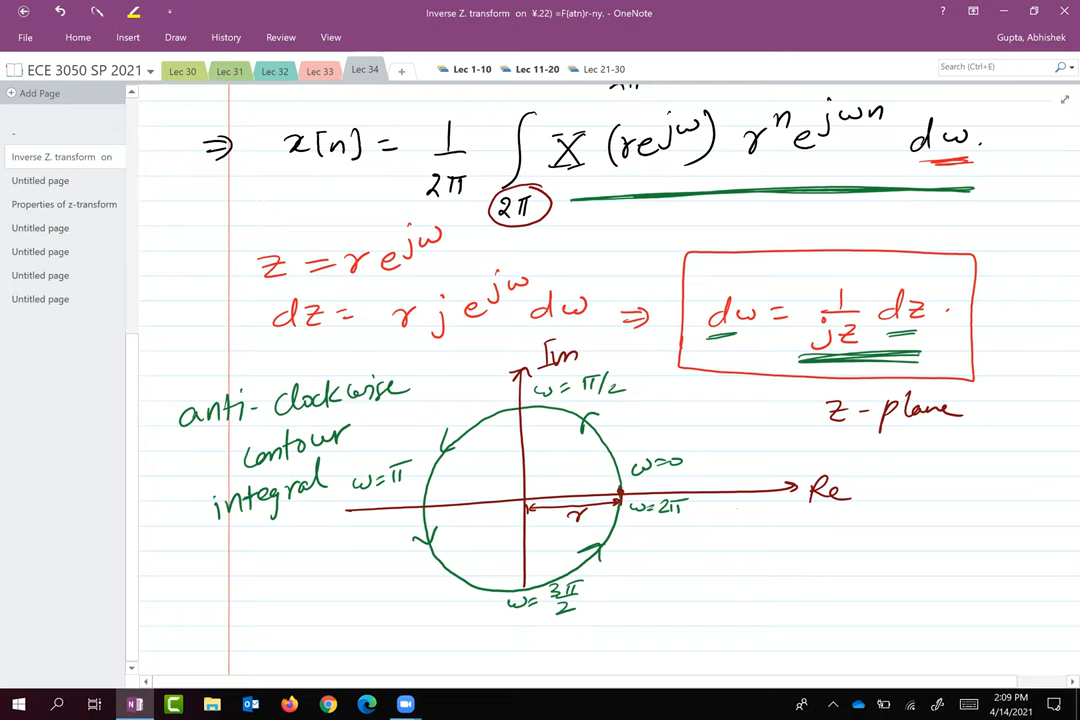 Inverse Z. transform on ¥.22) =F(atn)r-ny. - OneNote
Gupta, Abhishek
File Home Insert Draw History Review View
ECE 3050 SP 2021 Lec 30 Lec 31 Lec 32 Lec 33 Lec 34 Lec 1-10 Lec 11-20 Lec 21-30 Search (Ctrl+E)
Add Page
-
Inverse Z. transform on
Untitled page
Properties of z-transform
Untitled page
Untitled page
Untitled page
Untitled page
⇒ x[n] = 1/2π ∫_2π X (re^jω) r^n e^jωn dω.
z = r e^jω
dz = r j e^jω dω ⇒ dω = 1/jz dz.
z-plane
Im
ω = π/2
anti-clockwise
contour
integral
ω = π
ω=0
Re
r
ω=2π
ω= 3π/2
2:09 PM
4/14/2021